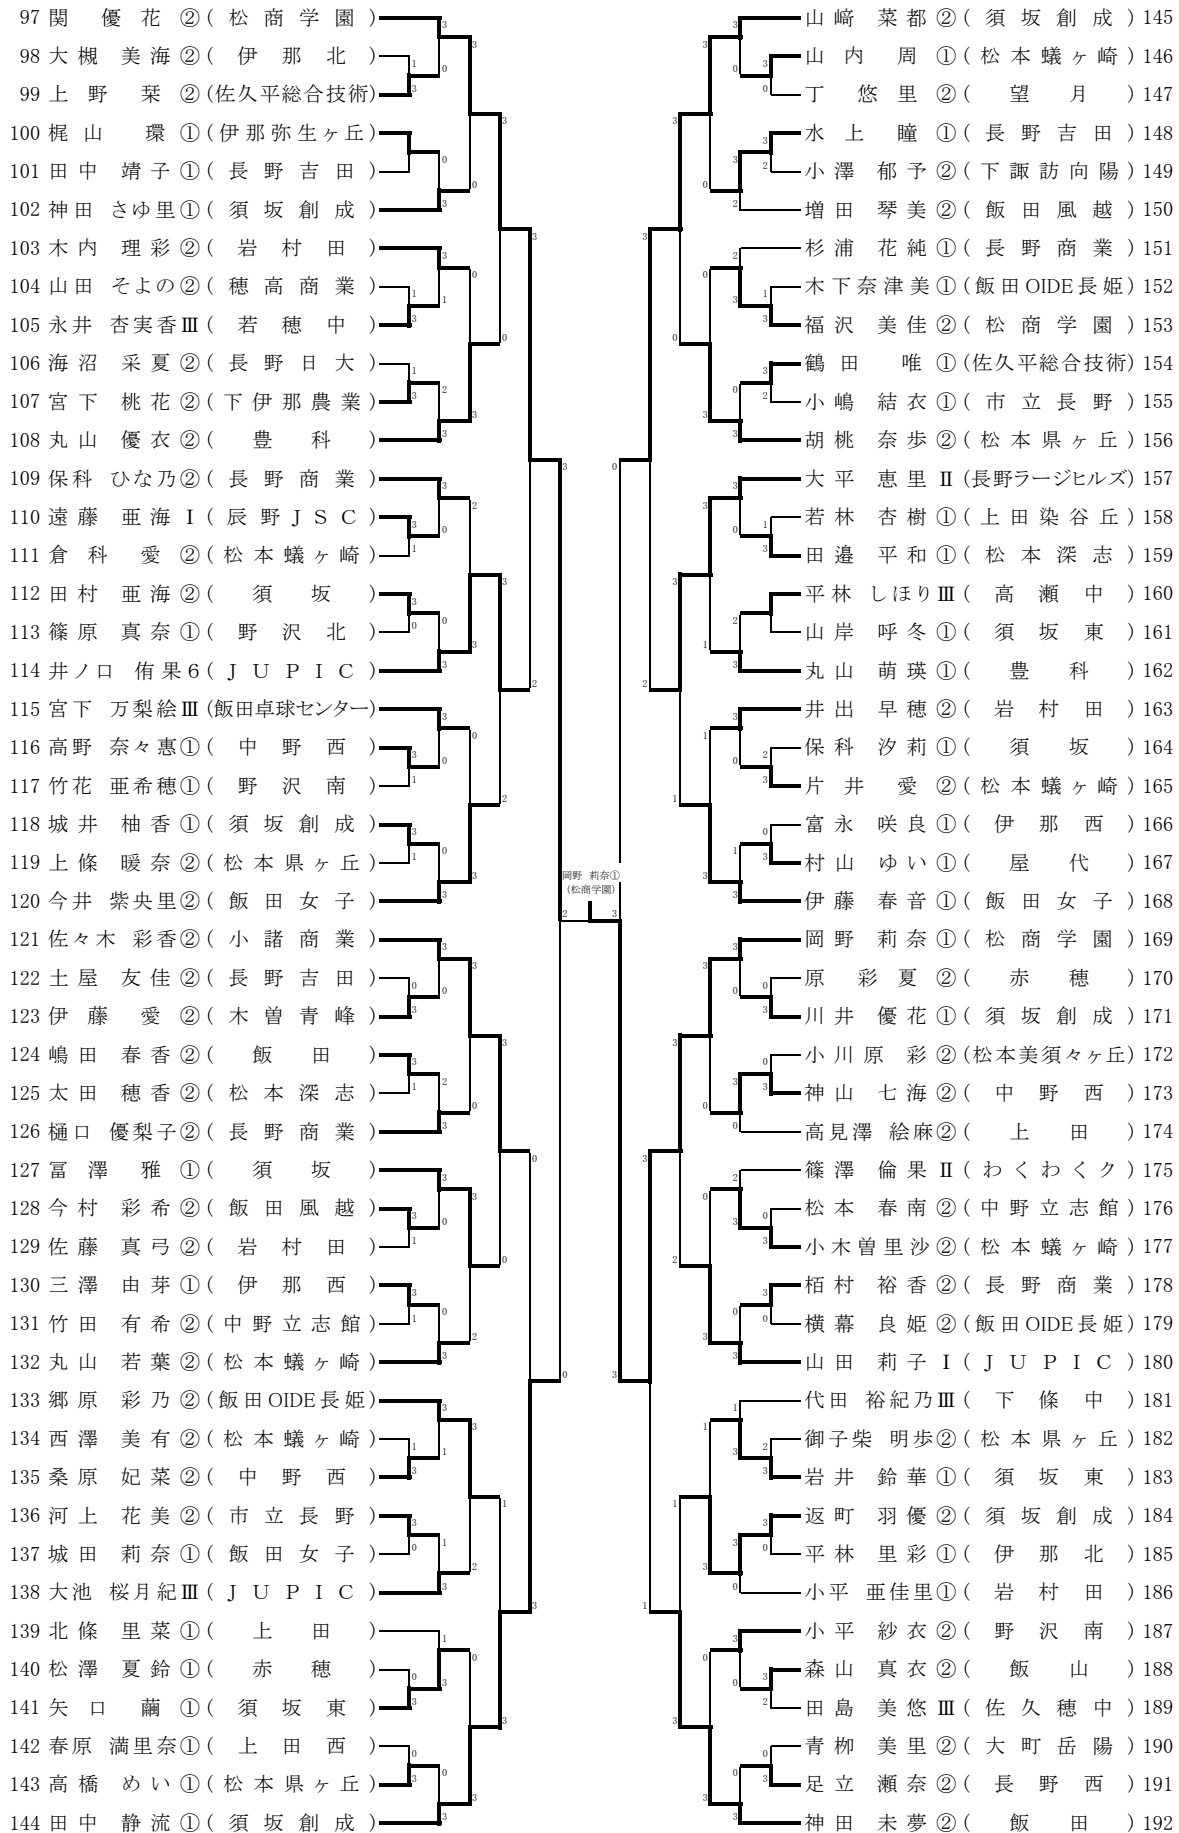 97 関 優花 ② ( 松商学園 )
98 大槻 美海 ② ( 伊那北 )
99 上野 栞 ② (佐久平総合技術)
100 梶山 環 ① (伊那弥生ヶ丘)
101 田中 靖子 ① ( 長野吉田 )
102 神田 さゆ里 ① ( 須坂創成 )
103 木内 理彩 ② ( 岩村田 )
104 山田 そよの ② ( 穂高商業 )
105 永井 杏実香 Ⅲ ( 若穂中 )
106 海沼 采夏 ② ( 長野日大 )
107 宮下 桃花 ② ( 下伊那農業 )
108 丸山 優衣 ② ( 豊科 )
109 保科 ひな乃 ② ( 長野商業 )
110 遠藤 亜海 Ⅰ ( 辰野JSC )
111 倉科 愛 ② ( 松本蟻ヶ崎 )
112 田村 亜海 ② ( 須坂 )
113 篠原 真奈 ① ( 野沢北 )
114 井ノ口 侑果 6 ( JUPIC )
115 宮下 万梨絵 Ⅲ (飯田卓球センター)
116 高野 奈々惠 ① ( 中野西 )
117 竹花 亜希穂 ① ( 野沢南 )
118 城井 柚香 ① ( 須坂創成 )
119 上條 暖奈 ② ( 松本県ヶ丘 )
120 今井 紫央里 ② ( 飯田女子 )
121 佐々木 彩香 ② ( 小諸商業 )
122 土屋 友佳 ② ( 長野吉田 )
123 伊藤 愛 ② ( 木曽青峰 )
124 嶋田 春香 ② ( 飯田 )
125 太田 穂香 ② ( 松本深志 )
126 樋口 優梨子 ② ( 長野商業 )
127 冨澤 雅 ① ( 須坂 )
128 今村 彩希 ② ( 飯田風越 )
129 佐藤 真弓 ② ( 岩村田 )
130 三澤 由芽 ① ( 伊那西 )
131 竹田 有希 ② ( 中野立志館 )
132 丸山 若葉 ② ( 松本蟻ヶ崎 )
133 郷原 彩乃 ② (飯田OIDE長姫)
134 西澤 美有 ② ( 松本蟻ヶ崎 )
135 桑原 妃菜 ② ( 中野西 )
136 河上 花美 ② ( 市立長野 )
137 城田 莉奈 ① ( 飯田女子 )
138 大池 桜月紀 Ⅲ ( JUPIC )
139 北條 里菜 ① ( 上田 )
140 松澤 夏鈴 ① ( 赤穂 )
141 矢口 繭 ① ( 須坂東 )
142 春原 満里奈 ① ( 上田西 )
143 高橋 めい ① ( 松本県ヶ丘 )
144 田中 静流 ① ( 須坂創成 )
岡野 莉奈①
(松商学園)
山﨑 菜都 ② ( 須坂創成 ) 145
山内 周 ① ( 松本蟻ヶ崎 ) 146
丁 悠里 ② ( 望月 ) 147
水上 瞳 ① ( 長野吉田 ) 148
小澤 郁予 ② ( 下諏訪向陽 ) 149
増田 琴美 ② ( 飯田風越 ) 150
杉浦 花純 ① ( 長野商業 ) 151
木下奈津美 ① (飯田OIDE長姫) 152
福沢 美佳 ② ( 松商学園 ) 153
鶴田 唯 ① (佐久平総合技術) 154
小嶋 結衣 ① ( 市立長野 ) 155
胡桃 奈歩 ② ( 松本県ヶ丘 ) 156
大平 恵里 Ⅱ (長野ラージヒルズ) 157
若林 杏樹 ① ( 上田染谷丘 ) 158
田邉 平和 ① ( 松本深志 ) 159
平林 しほり Ⅲ ( 高瀬中 ) 160
山岸 呼冬 ① ( 須坂東 ) 161
丸山 萌瑛 ① ( 豊科 ) 162
井出 早穂 ② ( 岩村田 ) 163
保科 汐莉 ① ( 須坂 ) 164
片井 愛 ② ( 松本蟻ヶ崎 ) 165
富永 咲良 ① ( 伊那西 ) 166
村山 ゆい ① ( 屋代 ) 167
伊藤 春音 ① ( 飯田女子 ) 168
岡野 莉奈 ① ( 松商学園 ) 169
原 彩夏 ② ( 赤穂 ) 170
川井 優花 ① ( 須坂創成 ) 171
小川原 彩 ② (松本美須々ヶ丘) 172
神山 七海 ② ( 中野西 ) 173
高見澤 絵麻 ② ( 上田 ) 174
篠澤 倫果 Ⅱ ( わくわくク ) 175
松本 春南 ② ( 中野立志館 ) 176
小木曽里沙 ② ( 松本蟻ヶ崎 ) 177
栢村 裕香 ② ( 長野商業 ) 178
横幕 良姫 ② (飯田OIDE長姫) 179
山田 莉子 Ⅰ ( JUPIC ) 180
代田 裕紀乃 Ⅲ ( 下條中 ) 181
御子柴 明歩 ② ( 松本県ヶ丘 ) 182
岩井 鈴華 ① ( 須坂東 ) 183
返町 羽優 ② ( 須坂創成 ) 184
平林 里彩 ① ( 伊那北 ) 185
小平 亜佳里 ① ( 岩村田 ) 186
小平 紗衣 ② ( 野沢南 ) 187
森山 真衣 ② ( 飯山 ) 188
田島 美悠 Ⅲ ( 佐久穂中 ) 189
青栁 美里 ② ( 大町岳陽 ) 190
足立 瀬奈 ② ( 長野西 ) 191
神田 未夢 ② ( 飯田 ) 192